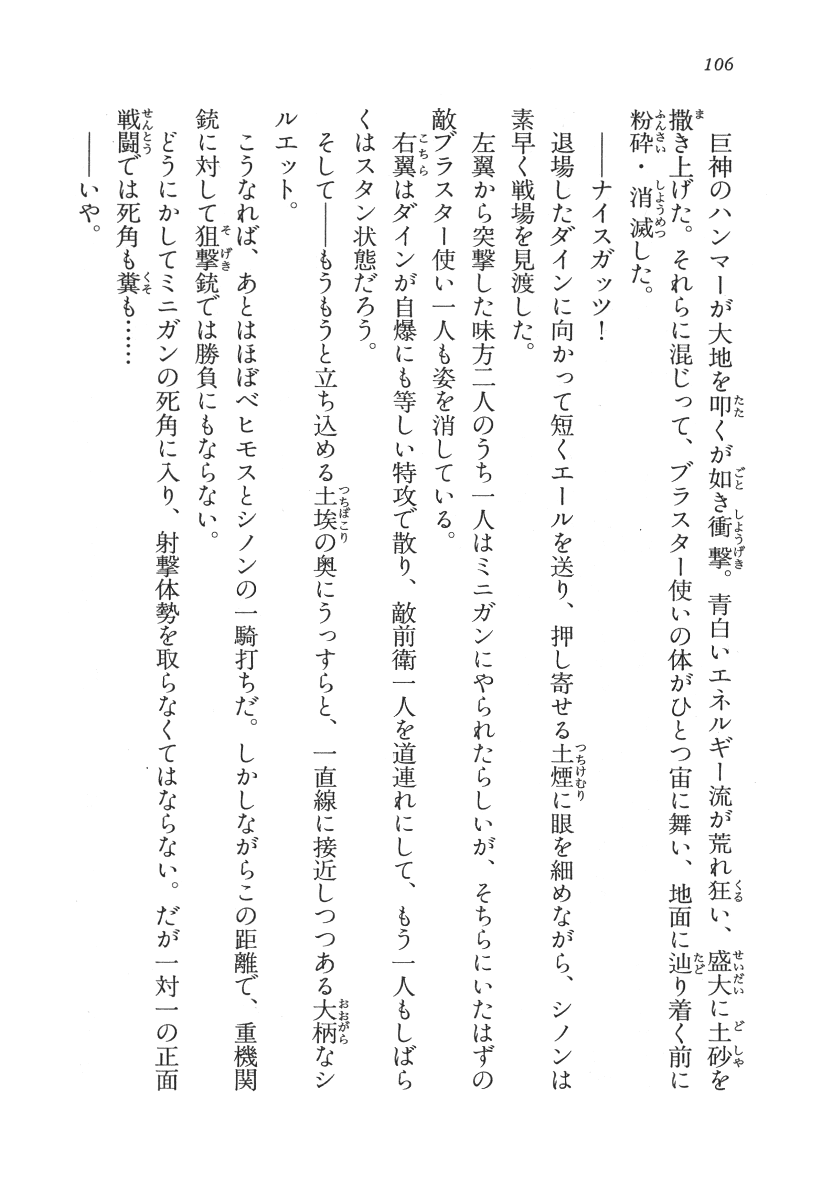 106
巨神のハンマーが大地を叩くが如き衝撃。青白いエネルギー流が荒れ狂い、盛大に土砂を
撒き上げた。それらに混じって、ブラスター使いの体がひとつ宙に舞い、地面に辿り着く前に
粉砕・消滅した。
――ナイスガッツ！
退場したダインに向かって短くエールを送り、押し寄せる土煙に眼を細めながら、シノンは
素早く戦場を見渡した。
左翼から突撃した味方二人のうち一人はミニガンにやられたらしいが、そちらにいたはずの
敵ブラスター使い一人も姿を消している。
右翼はダインが自爆にも等しい特攻で散り、敵前衛一人を道連れにして、もう一人もしばら
くはスタン状態だろう。
そして――もうもうと立ち込める土埃の奥にうっすらと、一直線に接近しつつある大柄なシ
ルエット。
こうなれば、あとはほぼベヒモスとシノンの一騎打ちだ。しかしながらこの距離で、重機関
銃に対して狙撃銃では勝負にもならない。
どうにかしてミニガンの死角に入り、射撃体勢を取らなくてはならない。だが一対一の正面
戦闘では死角も糞も……
――いや。